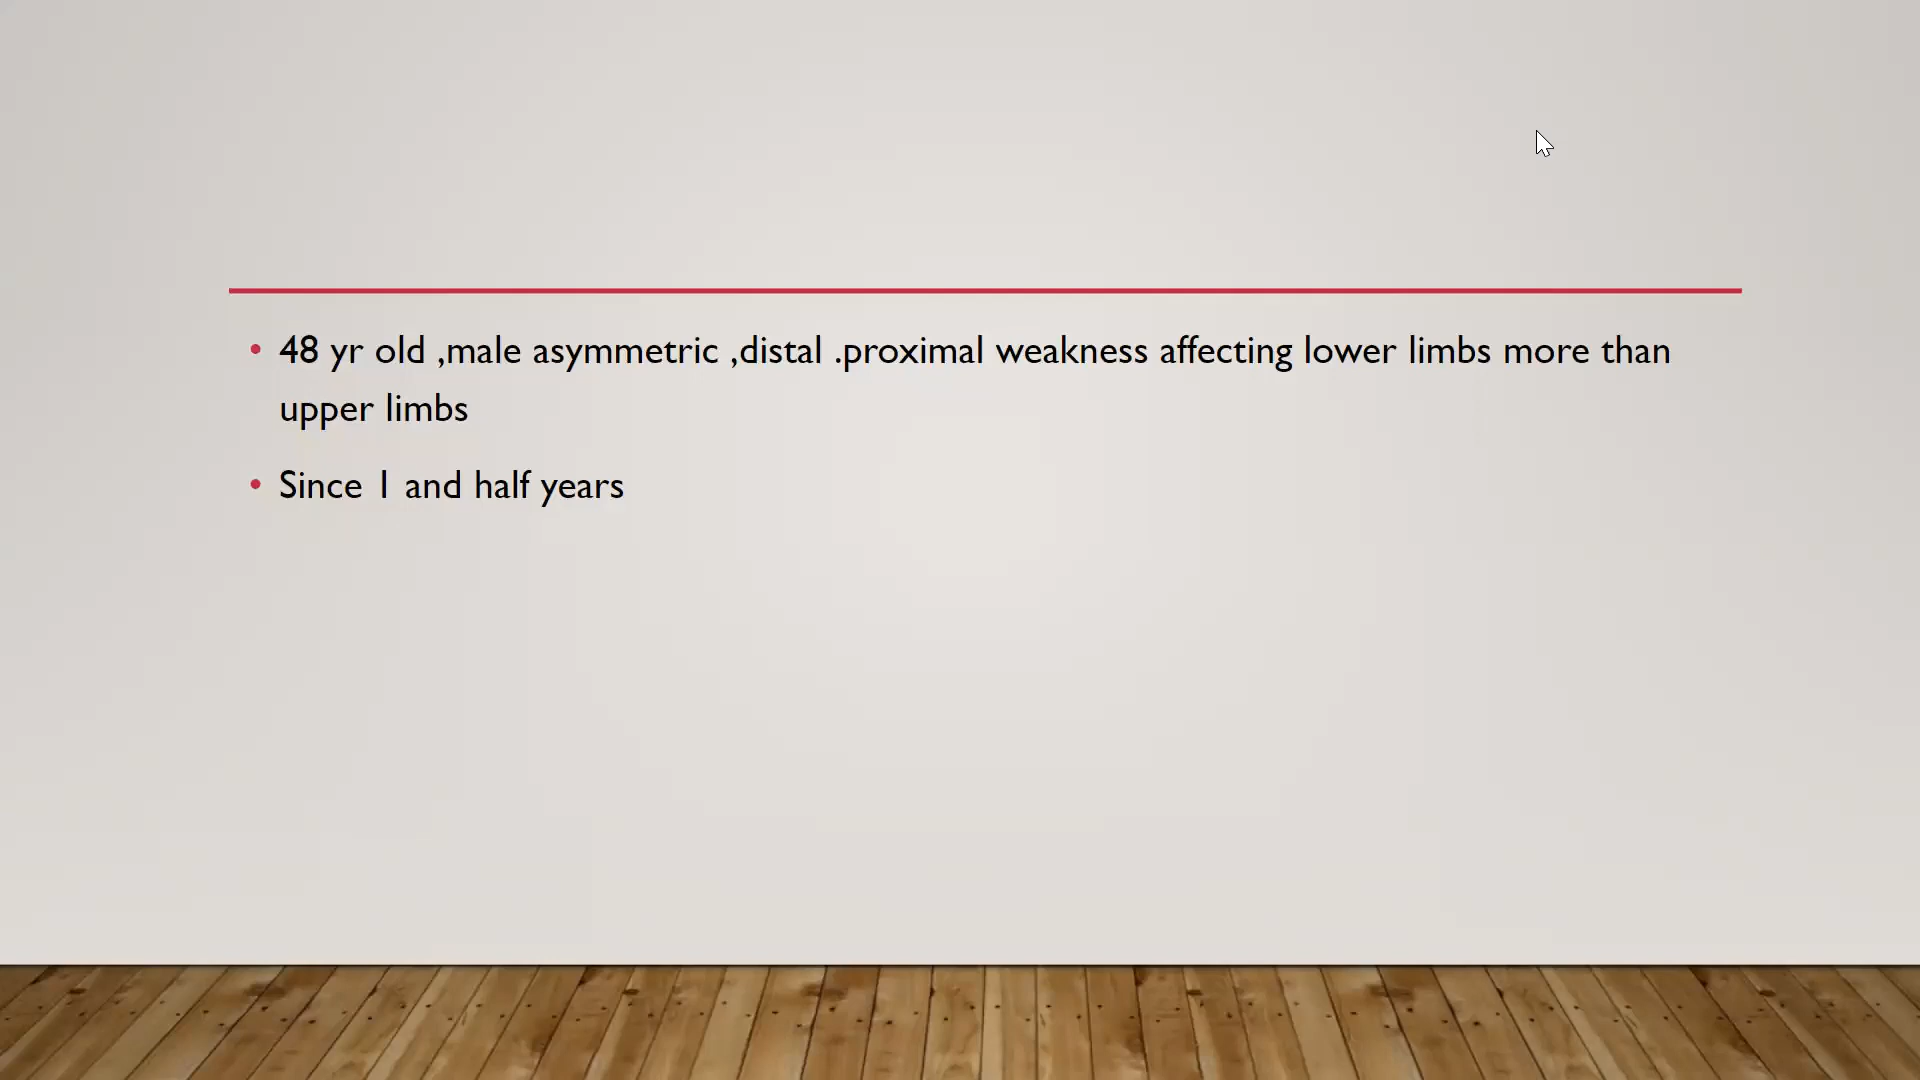 • 48 yr old ,male asymmetric ,distal .proximal weakness affecting lower limbs more than
upper limbs
• Since 1 and half years